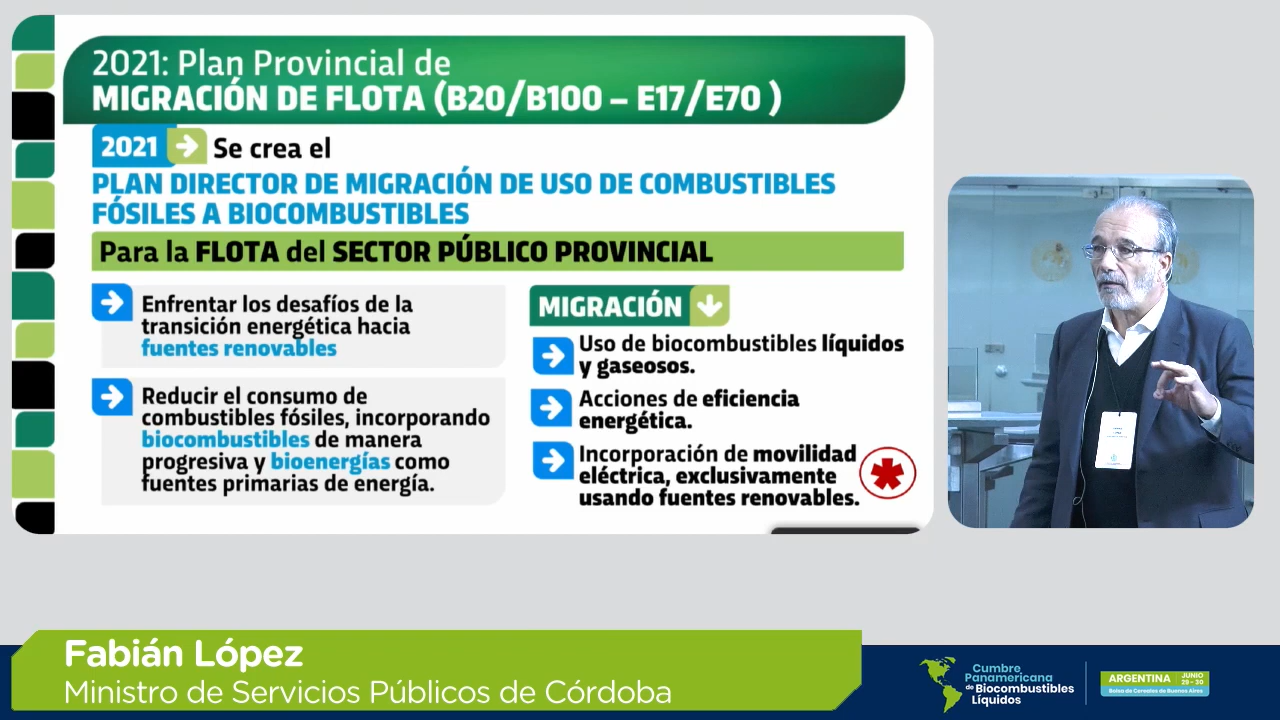 2021: Plan Provincial de
MIGRACIÓN DE FLOTA (B20/B100 – E17/E70 )
2021 Se crea el
PLAN DIRECTOR DE MIGRACIÓN DE USO DE COMBUSTIBLES
FÓSILES A BIOCOMBUSTIBLES
Para la FLOTA del SECTOR PÚBLICO PROVINCIAL
Enfrentar los desafíos de la
transición energética hacia
fuentes renovables
Reducir el consumo de
combustibles fósiles, incorporando
biocombustibles de manera
progresiva y bioenergías como
fuentes primarias de energía.
MIGRACIÓN
Uso de biocombustibles líquidos
y gaseosos.
Acciones de eficiencia
energética.
Incorporación de movilidad
eléctrica, exclusivamente
usando fuentes renovables.
Fabián López
Ministro de Servicios Públicos de Córdoba
Cumbre
Panamericana
de Biocombustibles
Líquidos
ARGENTINA
JUNIO
29 - 30
Bolsa de Cereales de Buenos Aires